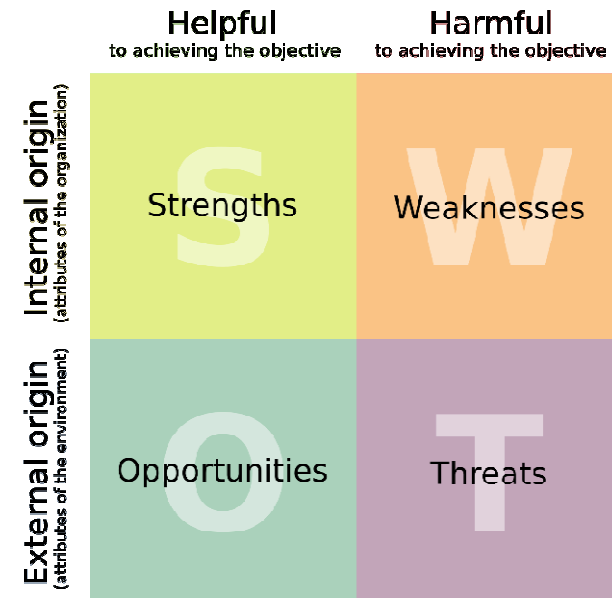 Helpful
to achieving the objective
Harmful
to achieving the objective
Internal origin
(attributes of the organization)
S
Strengths
W
Weaknesses
External origin
(attributes of the environment)
O
Opportunities
T
Threats